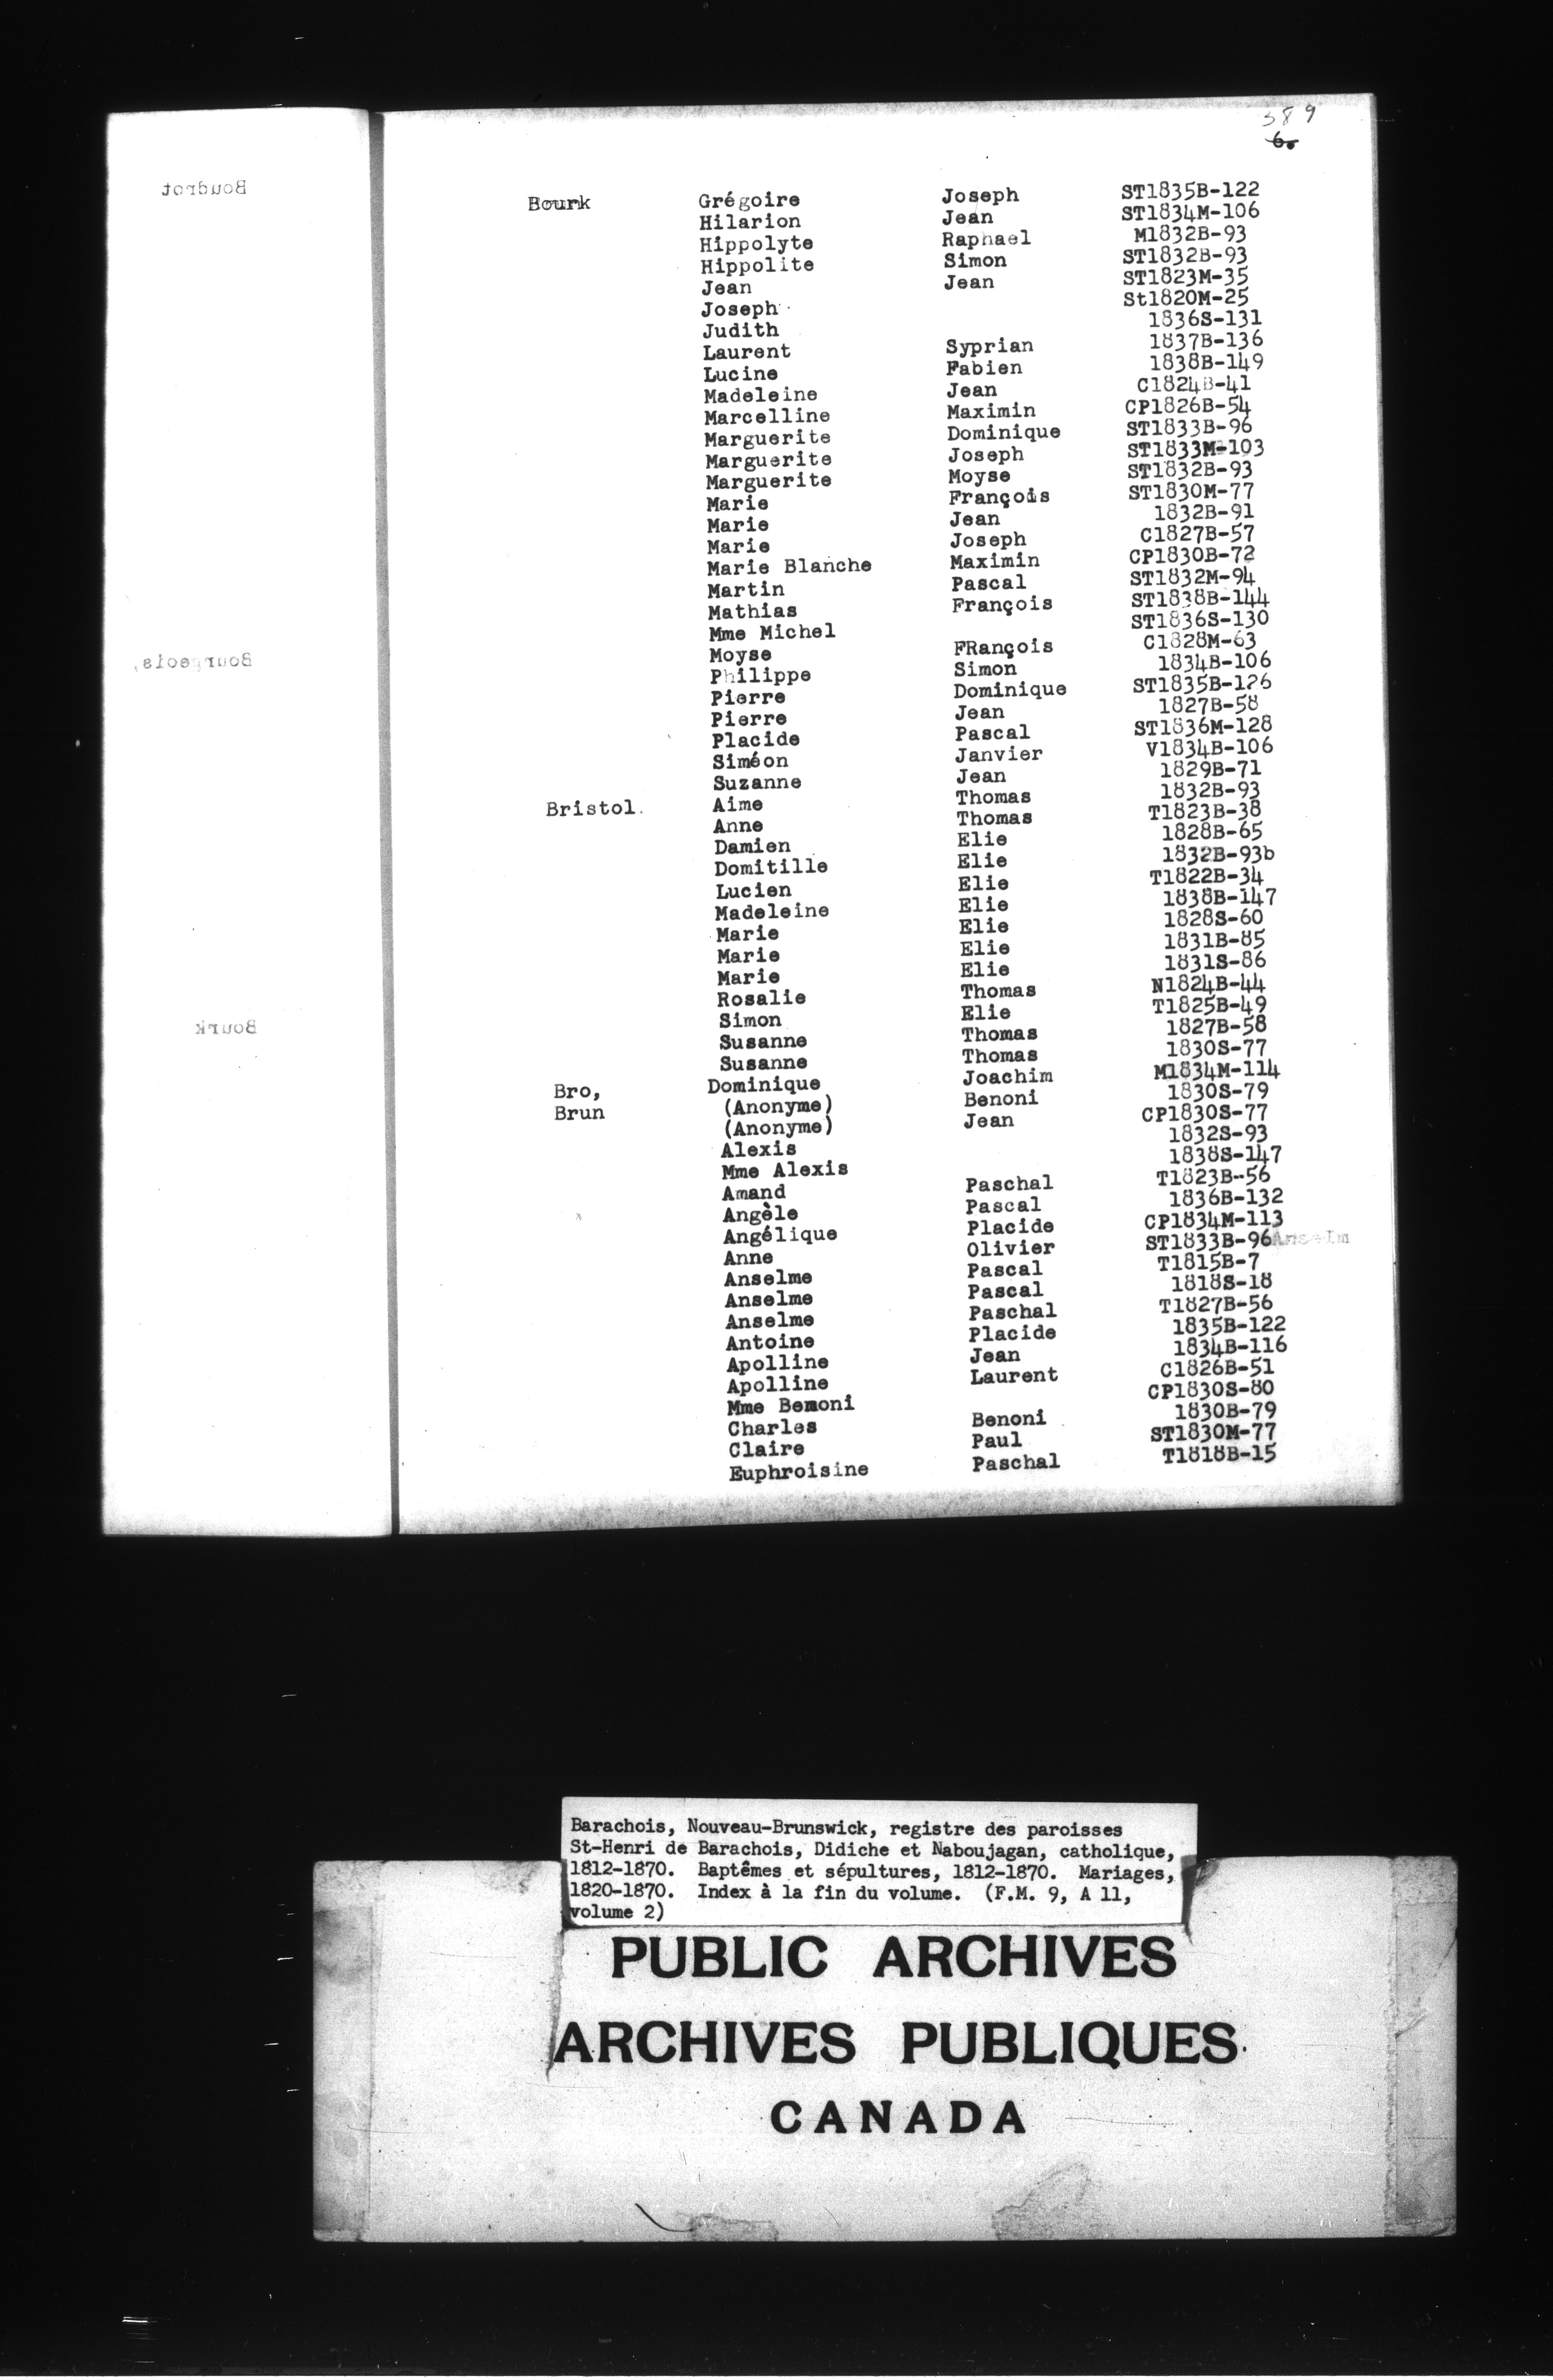 389
6.
Boudrot
Bourgeois,
Bourk
Bourk Grégoire Joseph ST1835B-122
Hilarion Jean ST1834M-106
Hippolyte Raphael M1832B-93
Hippolite Simon ST1832B-93
Jean Jean ST1823M-35
Joseph St1820M-25
Judith 1836S-131
Laurent Syprian 1837B-136
Lucine Fabien 1838B-149
Madeleine Jean C1824B-41
Marcelline Maximin CP1826B-54
Marguerite Dominique ST1833B-96
Marguerite Joseph ST1833M-103
Marguerite Moyse ST1832B-93
Marie François ST1830M-77
Marie Jean 1832B-91
Marie Joseph C1827B-57
Marie Blanche Maximin CP1830B-72
Martin Pascal ST1832M-94
Mathias François ST1838B-144
Mme Michel ST1836S-130
Moyse FRançois C1828M-63
Philippe Simon 1834B-106
Pierre Dominique ST1835B-126
Pierre Jean 1827B-58
Placide Pascal ST1836M-128
Siméon Janvier V1834B-106
Suzanne Jean 1829B-71
Bristol. Aime Thomas 1832B-93
Anne Thomas T1823B-38
Damien Elie 1828B-65
Domitille Elie 1832B-93b
Lucien Elie T1822B-34
Madeleine Elie 1838B-147
Marie Elie 1828S-60
Marie Elie 1831B-85
Marie Elie 1831S-86
Rosalie Thomas N1824B-44
Simon Elie T1825B-49
Susanne Thomas 1827B-58
Susanne Thomas 1830S-77
Bro, Dominique Joachim M1834M-114
Brun (Anonyme) Benoni 1830S-79
(Anonyme) Jean CP1830S-77
Alexis 1832S-93
Mme Alexis 1838S-147
Amand Paschal T1823B-56
Angèle Pascal 1836B-132
Angélique Placide CP1834M-113
Anne Olivier ST1833B-96 Anselm
Anselme Pascal T1815B-7
Anselme Pascal 1818S-18
Anselme Paschal T1827B-56
Antoine Placide 1835B-122
Apolline Jean 1834B-116
Apolline Laurent C1826B-51
Mme Benoni CP1830S-80
Charles Benoni 1830B-79
Claire Paul ST1830M-77
Euphroisine Paschal T1818B-15
Barachois, Nouveau-Brunswick, registre des paroisses
St-Henri de Barachois, Didiche et Naboujagan, catholique,
1812-1870. Baptêmes et sépultures, 1812-1870. Mariages,
1820-1870. Index à la fin du volume. (F.M. 9, A 11,
volume 2)
PUBLIC ARCHIVES
ARCHIVES PUBLIQUES
CANADA